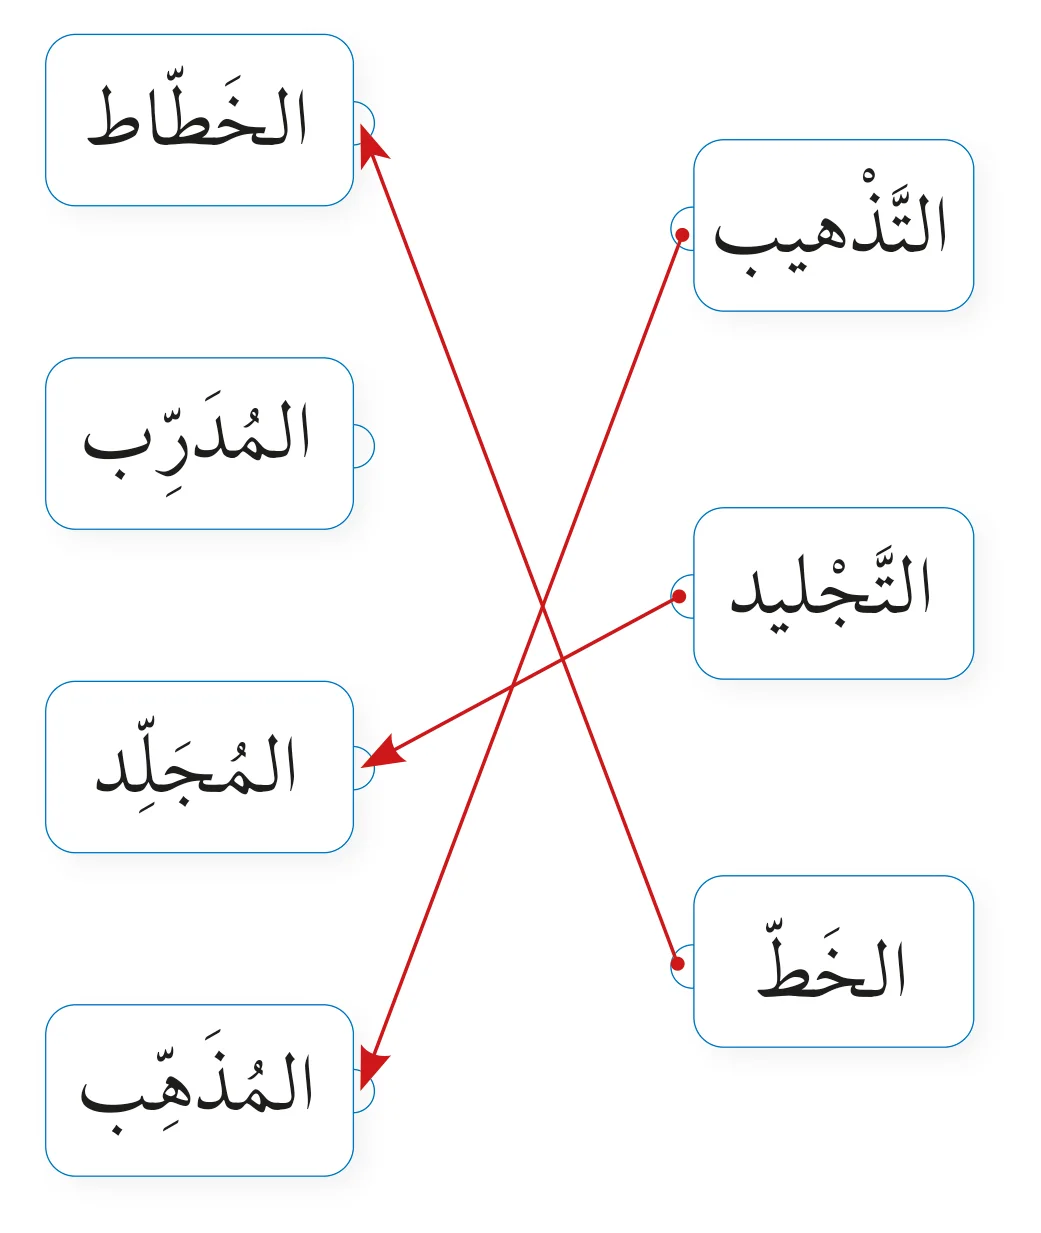 التَّذْهيب
التَّجْليد
الخَطّ
الخَطّاط
المُدَرِّب
المُجَلِّد
المُذَهِّب